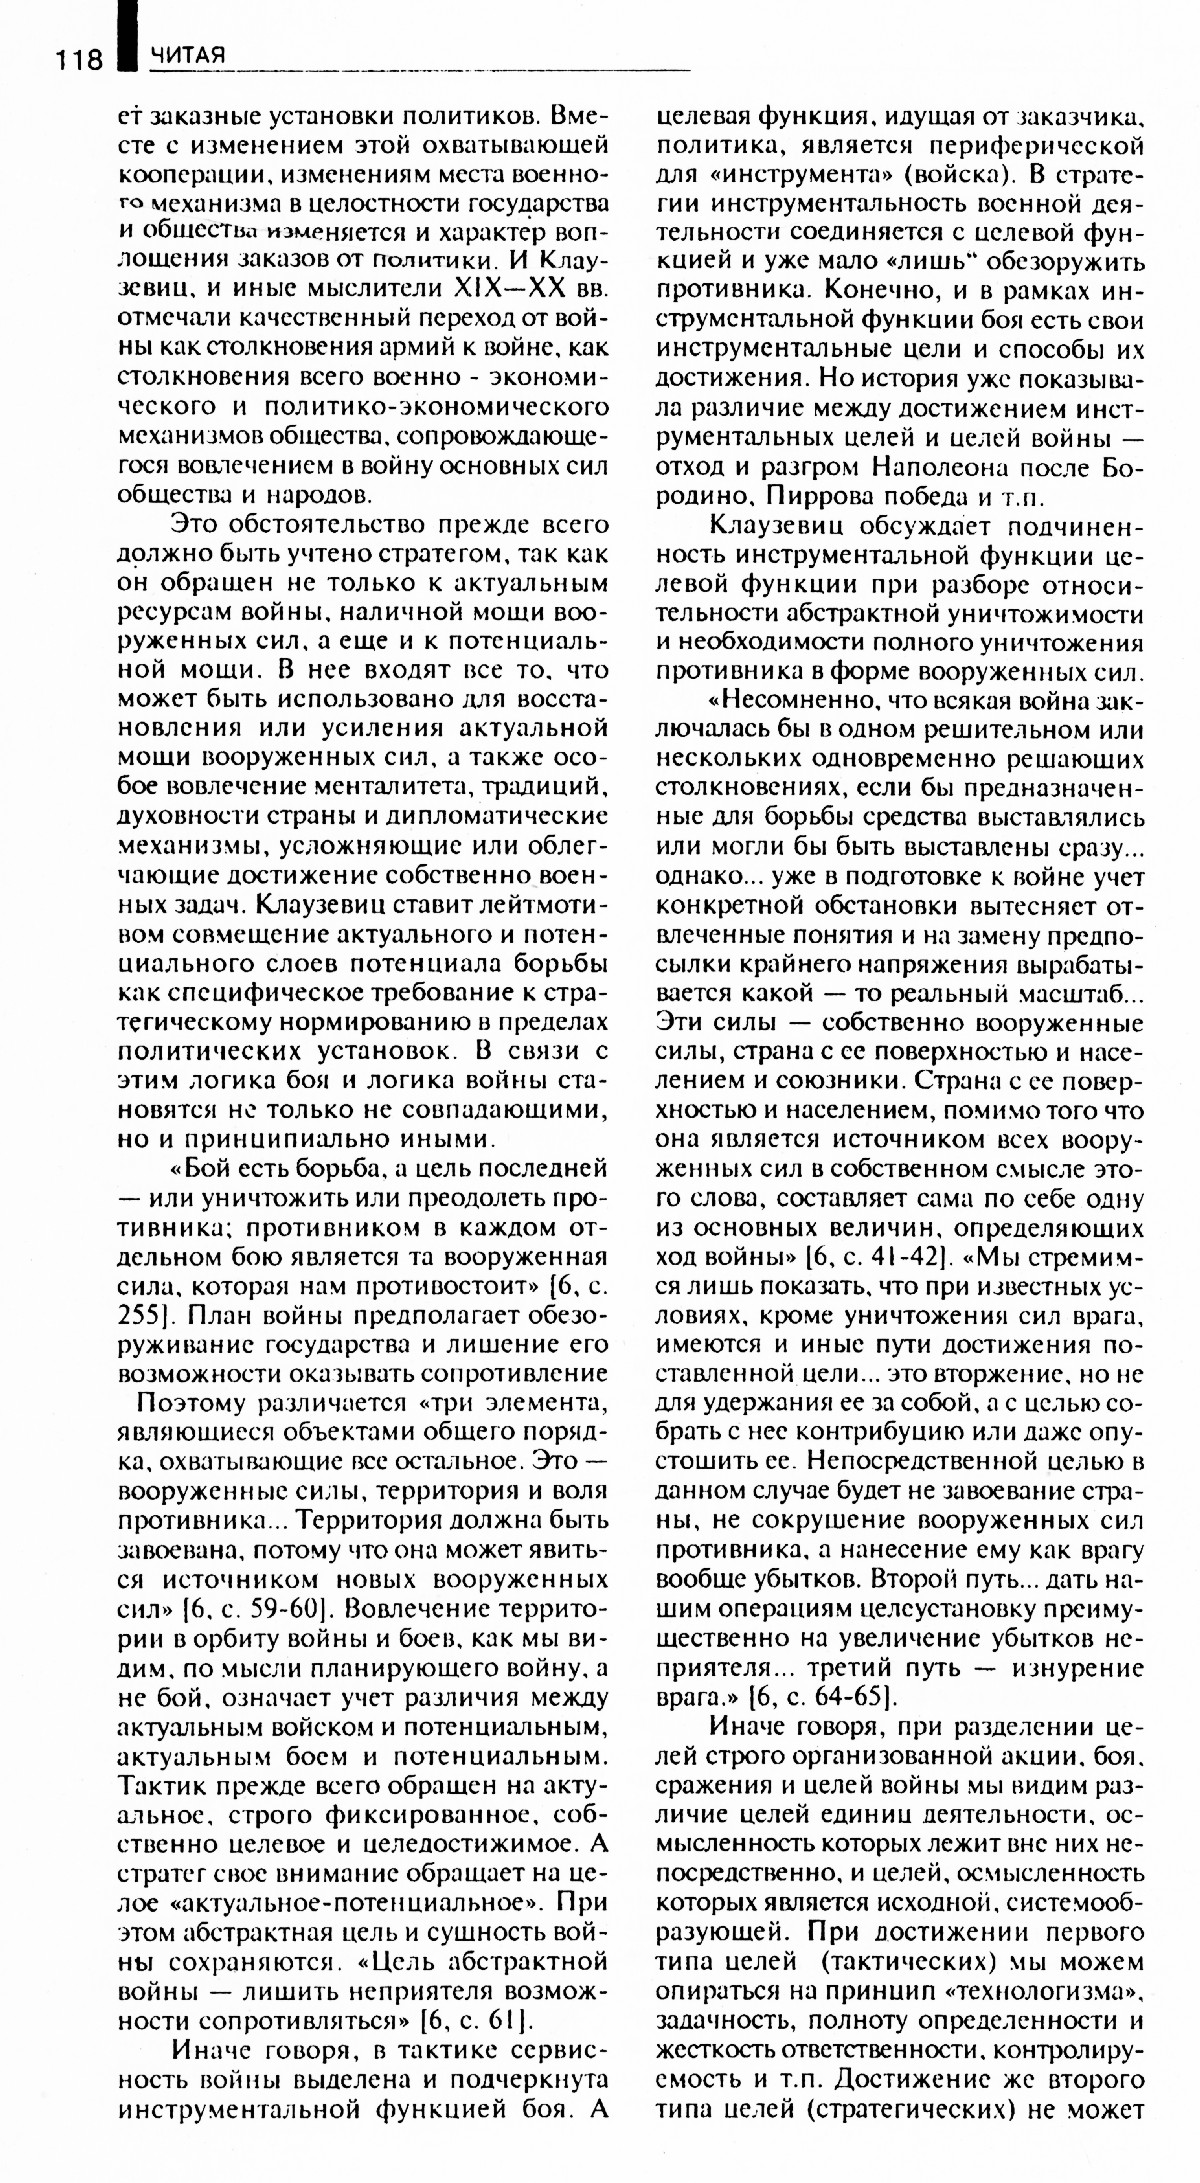 118
ЧИТАЯ
ет заказные установки политиков. Вме-
сте с изменением этой охватывающей
кооперации, изменениям места военно-
го механизма в целостности государства
и общества изменяется и характер воп-
лощения заказов от политики. И Клау-
зевиц, и иные мыслители XIX—XX вв.
отмечали качественный переход от вой-
ны как столкновения армий к войне, как
столкновения всего военно - экономи-
ческого и политико-экономического
механизмов общества, сопровождающе-
гося вовлечением в войну основных сил
общества и народов.
Это обстоятельство прежде всего
должно быть учтено стратегом, так как
он обращен не только к актуальным
ресурсам войны, наличной мощи воо-
руженных сил, а еще и к потенциаль-
ной мощи. В нее входят все то, что
может быть использовано для восста-
новления или усиления актуальной
мощи вооруженных сил, а также осо-
бое вовлечение менталитета, традиций,
духовности страны и дипломатические
механизмы, усложняющие или облег-
чающие достижение собственно воен-
ных задач. Клаузевиц ставит лейтмоти-
вом совмещение актуального и потен-
циального слоев потенциала борьбы
как специфическое требование к стра-
тегическому нормированию в пределах
политических установок. В связи с
этим логика боя и логика войны ста-
новятся не только не совпадающими,
но и принципиально иными.
«Бой есть борьба, а цель последней
— или уничтожить или преодолеть про-
тивника; противником в каждом от-
дельном бою является та вооруженная
сила, которая нам противостоит» [6, с.
255]. План войны предполагает обезо-
руживание государства и лишение его
возможности оказывать сопротивление
Поэтому различается «три элемента,
являющиеся объектами общего поряд-
ка, охватывающие все остальное. Это —
вооруженные силы, территория и воля
противника... Территория должна быть
завоевана, потому что она может явить-
ся источником новых вооруженных
сил» [6, с. 59-60]. Вовлечение террито-
рии в орбиту войны и боев, как мы ви-
дим, по мысли планирующего войну, а
не бой, означает учет различия между
актуальным войском и потенциальным,
актуальным боем и потенциальным.
Тактик прежде всего обращен на акту-
альное, строго фиксированное, соб-
ственно целевое и целедостижимое. А
стратег свое внимание обращает на це-
лое «актуальное-потенциальное». При
этом абстрактная цель и сущность вой-
ны сохраняются. «Цель абстрактной
войны — лишить неприятеля возмож-
ности сопротивляться» [6, с. 61].
Иначе говоря, в тактике сервис-
ность войны выделена и подчеркнута
инструментальной функцией боя. А
целевая функция, идущая от заказчика,
политика, является периферической
для «инструмента» (войска). В страте-
гии инструментальность военной дея-
тельности соединяется с целевой фун-
кцией и уже мало «лишь“ обезоружить
противника. Конечно, и в рамках ин-
струментальной функции боя есть свои
инструментальные цели и способы их
достижения. Но история уже показыва-
ла различие между достижением инст-
рументальных целей и целей войны —
отход и разгром Наполеона после Бо-
родино, Пиррова победа и т.п.
Клаузевиц обсуждает подчинен-
ность инструментальной функции це-
левой функции при разборе относи-
тельности абстрактной уничтожимости
и необходимости полного уничтожения
противника в форме вооруженных сил.
«Несомненно, что всякая война зак-
лючалась бы в одном решительном или
нескольких одновременно решающих
столкновениях, если бы предназначен-
ные для борьбы средства выставлялись
или могли бы быть выставлены сразу...
однако... уже в подготовке к войне учет
конкретной обстановки вытесняет от-
влеченные понятия и на замену предпо-
сылки крайнего напряжения вырабаты-
вается какой — то реальный масштаб...
Эти силы — собственно вооруженные
силы, страна с ее поверхностью и насе-
лением и союзники. Страна с ее повер-
хностью и населением, помимо того что
она является источником всех воору-
женных сил в собственном смысле это-
го слова, составляет сама по себе одну
из основных величин, определяющих
ход войны» [6, с. 41-42]. «Мы стремим-
ся лишь показать, что при известных ус-
ловиях, кроме уничтожения сил врага,
имеются и иные пути достижения по-
ставленной цели... это вторжение, но не
для удержания ее за собой, а с целью со-
брать с нее контрибуцию или даже опу-
стошить ее. Непосредственной целью в
данном случае будет не завоевание стра-
ны, не сокрушение вооруженных сил
противника, а нанесение ему как врагу
вообще убытков. Второй путь... дать на-
шим операциям целеустановку преиму-
щественно на увеличение убытков не-
приятеля... третий путь — изнурение
врага.» [6, с. 64-65].
Иначе говоря, при разделении це-
лей строго организованной акции, боя,
сражения и целей войны мы видим раз-
личие целей единиц деятельности, ос-
мысленность которых лежит вне них не-
посредственно, и целей, осмысленность
которых является исходной, системооб-
разующей. При достижении первого
типа целей (тактических) мы можем
опираться на принцип «технологизма»,
задачность, полноту определенности и
жесткость ответственности, контролиру-
емость и т.п. Достижение же второго
типа целей (стратегических) не может